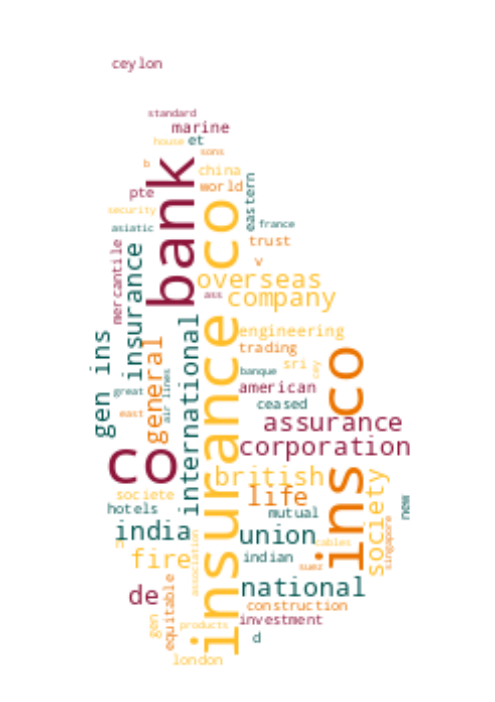 ceylon
standard
marine
house
et
sons
b
china
world
pte
eastern
security
france
asiatic
trust
bank
insurance co
v
mercantile
insurance
overseas
ass
company
gen ins
general
international
engineering
trading
sri
cey
banque
ins co
great
air lines
american
ceased
east
assurance
co
corporation
british
life
societe
hotels
mutual
society
new
singapore
india
union
cables
n
fire
association
indian
suez
de
national
equitable
construction
gen
products
investment
d
london